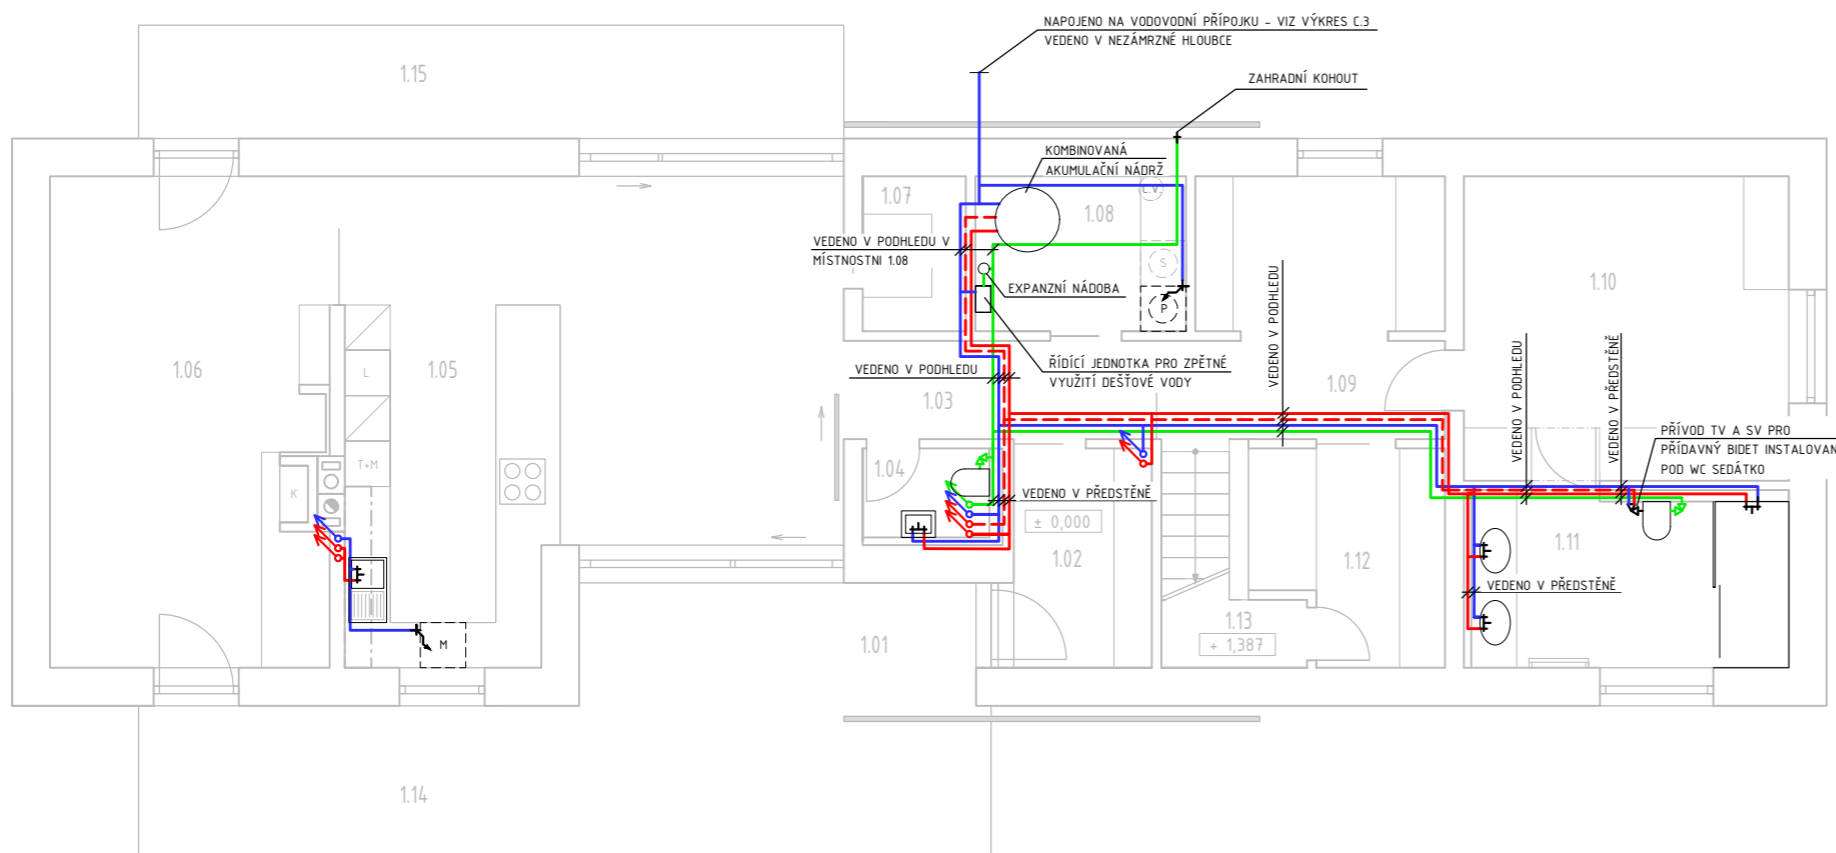 NAPOJENO NA VODOVODNÍ PŘÍPOJKU - VIZ VÝKRES C.3
VEDENO V NEZÁMRZNÉ HLOUBCE
1.15
ZAHRADNÍ KOHOUT
KOMBINOVANÁ
AKUMULAČNÍ NÁDRŽ
1.07
C.V.
1.08
VEDENO V PODHLEDU V
MÍSTNOSTNI 1.08
S
EXPANZNÍ NÁDOBA
P
1.10
VEDENO V PODHLEDU
ŘÍDÍCÍ JEDNOTKA PRO ZPĚTNÉ
VYUŽITÍ DEŠŤOVÉ VODY
VEDENO V PODHLEDU
1.06
L
1.05
1.03
1.09
VEDENO V PODHLEDU
VEDENO V PŘEDSTĚNĚ
PŘÍVOD TV A SV PRO
PŘÍDAVNÝ BIDET INSTALOVAN
POD WC SEDÁTKO
T+M
1.04
K
VEDENO V PŘEDSTĚNĚ
± 0,000
1.02
1.12
1.11
VEDENO V PŘEDSTĚNĚ
1.13
+ 1,387
1.01
M
1.14